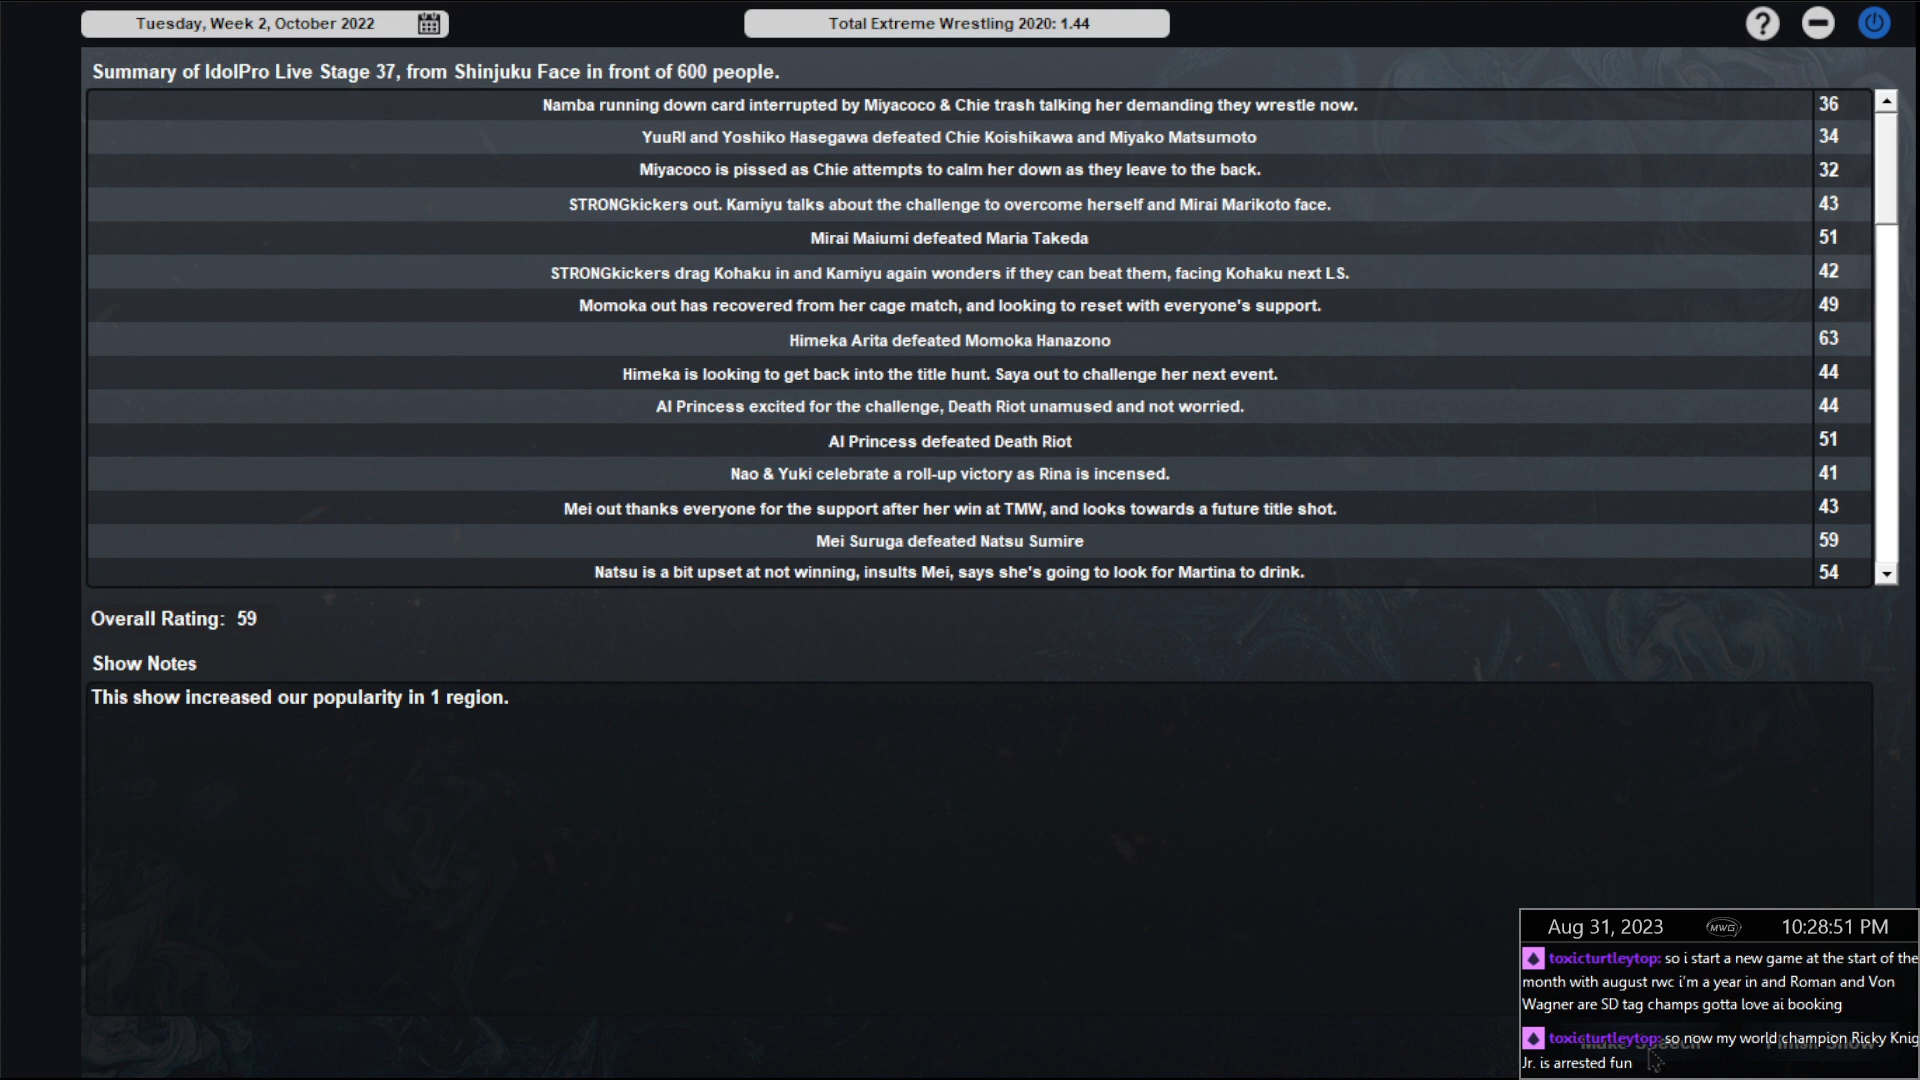 Tuesday, Week 2, October 2022
Total Extreme Wrestling 2020: 1.44
?
Summary of IdolPro Live Stage 37, from Shinjuku Face in front of 600 people.
Namba running down card interrupted by Miyacoco & Chie trash talking her demanding they wrestle now. 36
YuuRI and Yoshiko Hasegawa defeated Chie Koishikawa and Miyako Matsumoto 34
Miyacoco is pissed as Chie attempts to calm her down as they leave to the back. 32
STRONGkickers out. Kamiyu talks about the challenge to overcome herself and Mirai Marikoto face. 43
Mirai Maiumi defeated Maria Takeda 51
STRONGkickers drag Kohaku in and Kamiyu again wonders if they can beat them, facing Kohaku next LS. 42
Momoka out has recovered from her cage match, and looking to reset with everyone's support. 49
Himeka Arita defeated Momoka Hanazono 63
Himeka is looking to get back into the title hunt. Saya out to challenge her next event. 44
AI Princess excited for the challenge, Death Riot unamused and not worried. 44
AI Princess defeated Death Riot 51
Nao & Yuki celebrate a roll-up victory as Rina is incensed. 41
Mei out thanks everyone for the support after her win at TMW, and looks towards a future title shot. 43
Mei Suruga defeated Natsu Sumire 59
Natsu is a bit upset at not winning, insults Mei, says she's going to look for Martina to drink. 54
Overall Rating: 59
Show Notes
This show increased our popularity in 1 region.
Aug 31, 2023 MWG 10:28:51 PM
toxicturtleytop: so i start a new game at the start of the
month with august rwc i'm a year in and Roman and Von
Wagner are SD tag champs gotta love ai booking
toxicturtleytop: so now my world champion Ricky Knig
Jr. is arrested fun